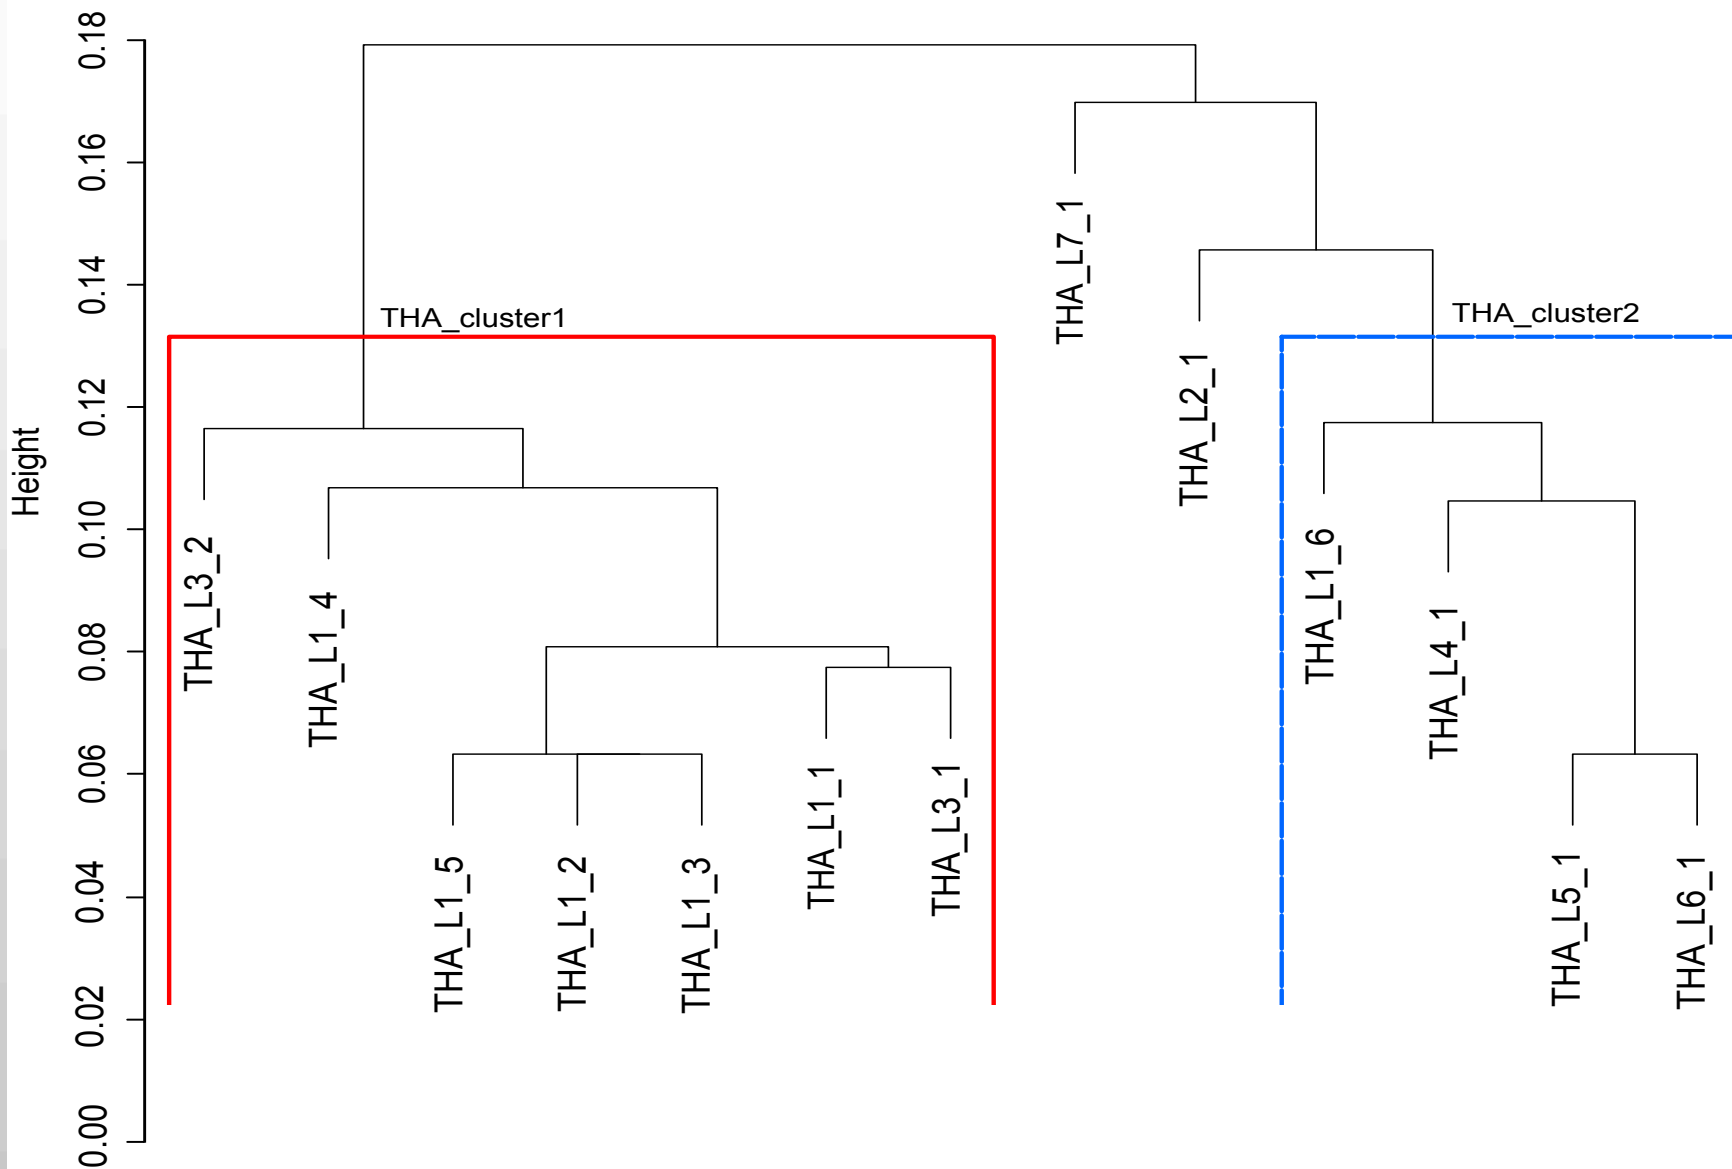 Height
0.18
0.16
0.14
0.12
0.10
0.08
0.06
0.04
0.02
0.00
THA_cluster1
THA_cluster2
THA_L3_2
THA_L1_4
THA_L1_5
THA_L1_2
THA_L1_3
THA_L1_1
THA_L3_1
THA_L7_1
THA_L2_1
THA_L1_6
THA_L4_1
THA_L5_1
THA_L6_1